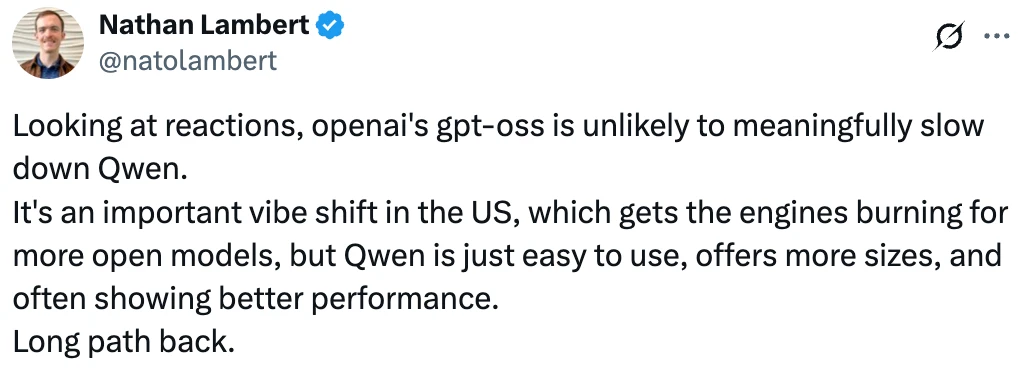 Nathan Lambert
@natolambert
Looking at reactions, openai's gpt-oss is unlikely to meaningfully slow
down Qwen.
It's an important vibe shift in the US, which gets the engines burning for
more open models, but Qwen is just easy to use, offers more sizes, and
often showing better performance.
Long path back.